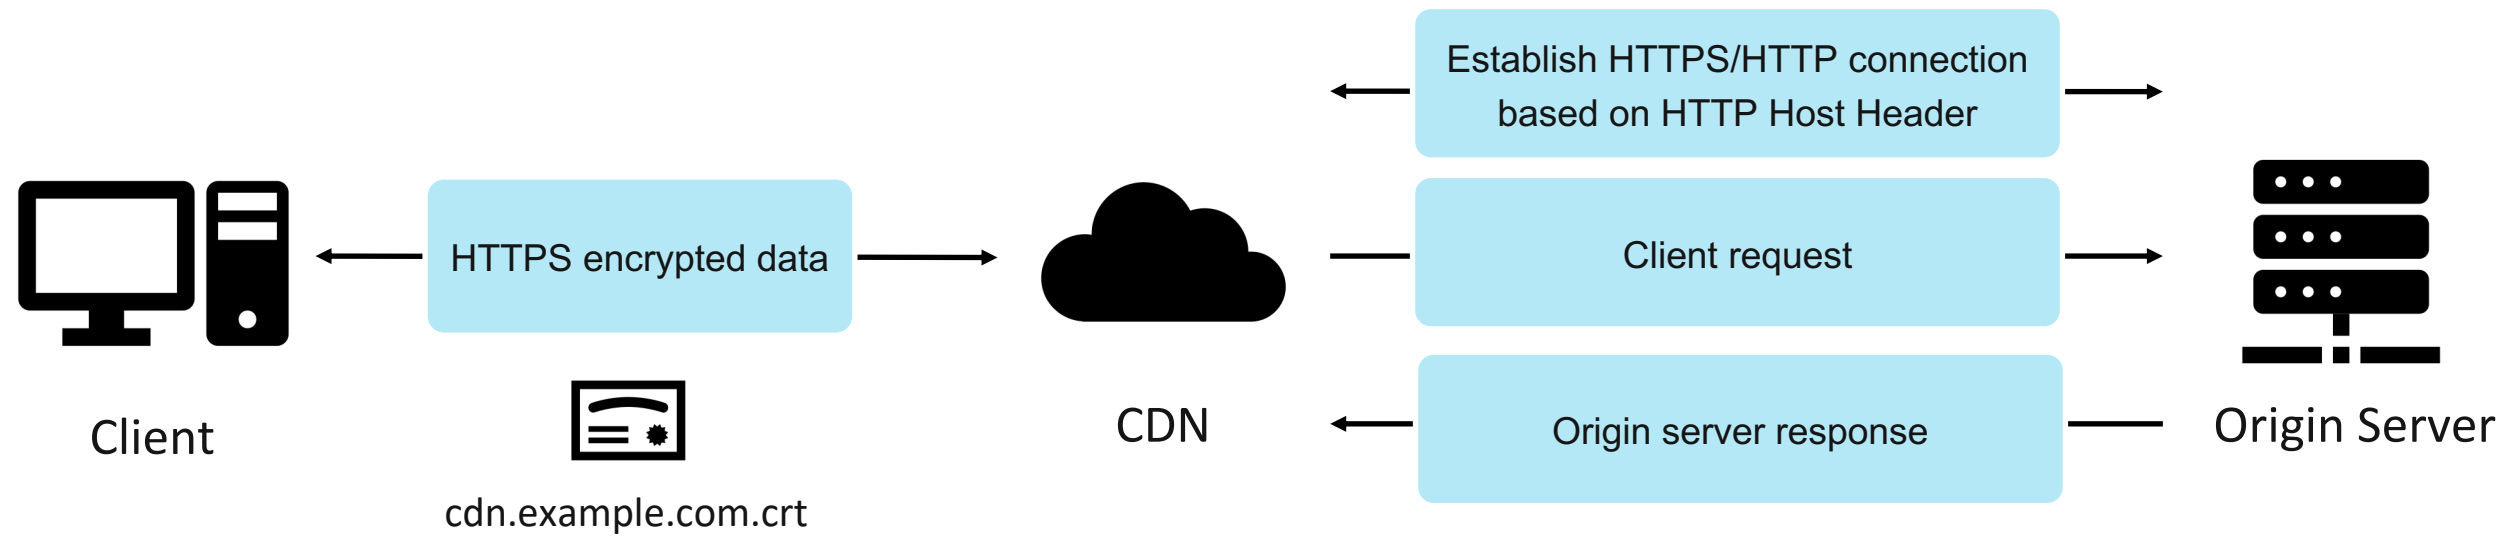 Establish HTTPS/HTTP connection
based on HTTP Host Header
HTTPS encrypted data
Client request
Origin server response
Client
CDN
Origin Server
cdn.example.com.crt